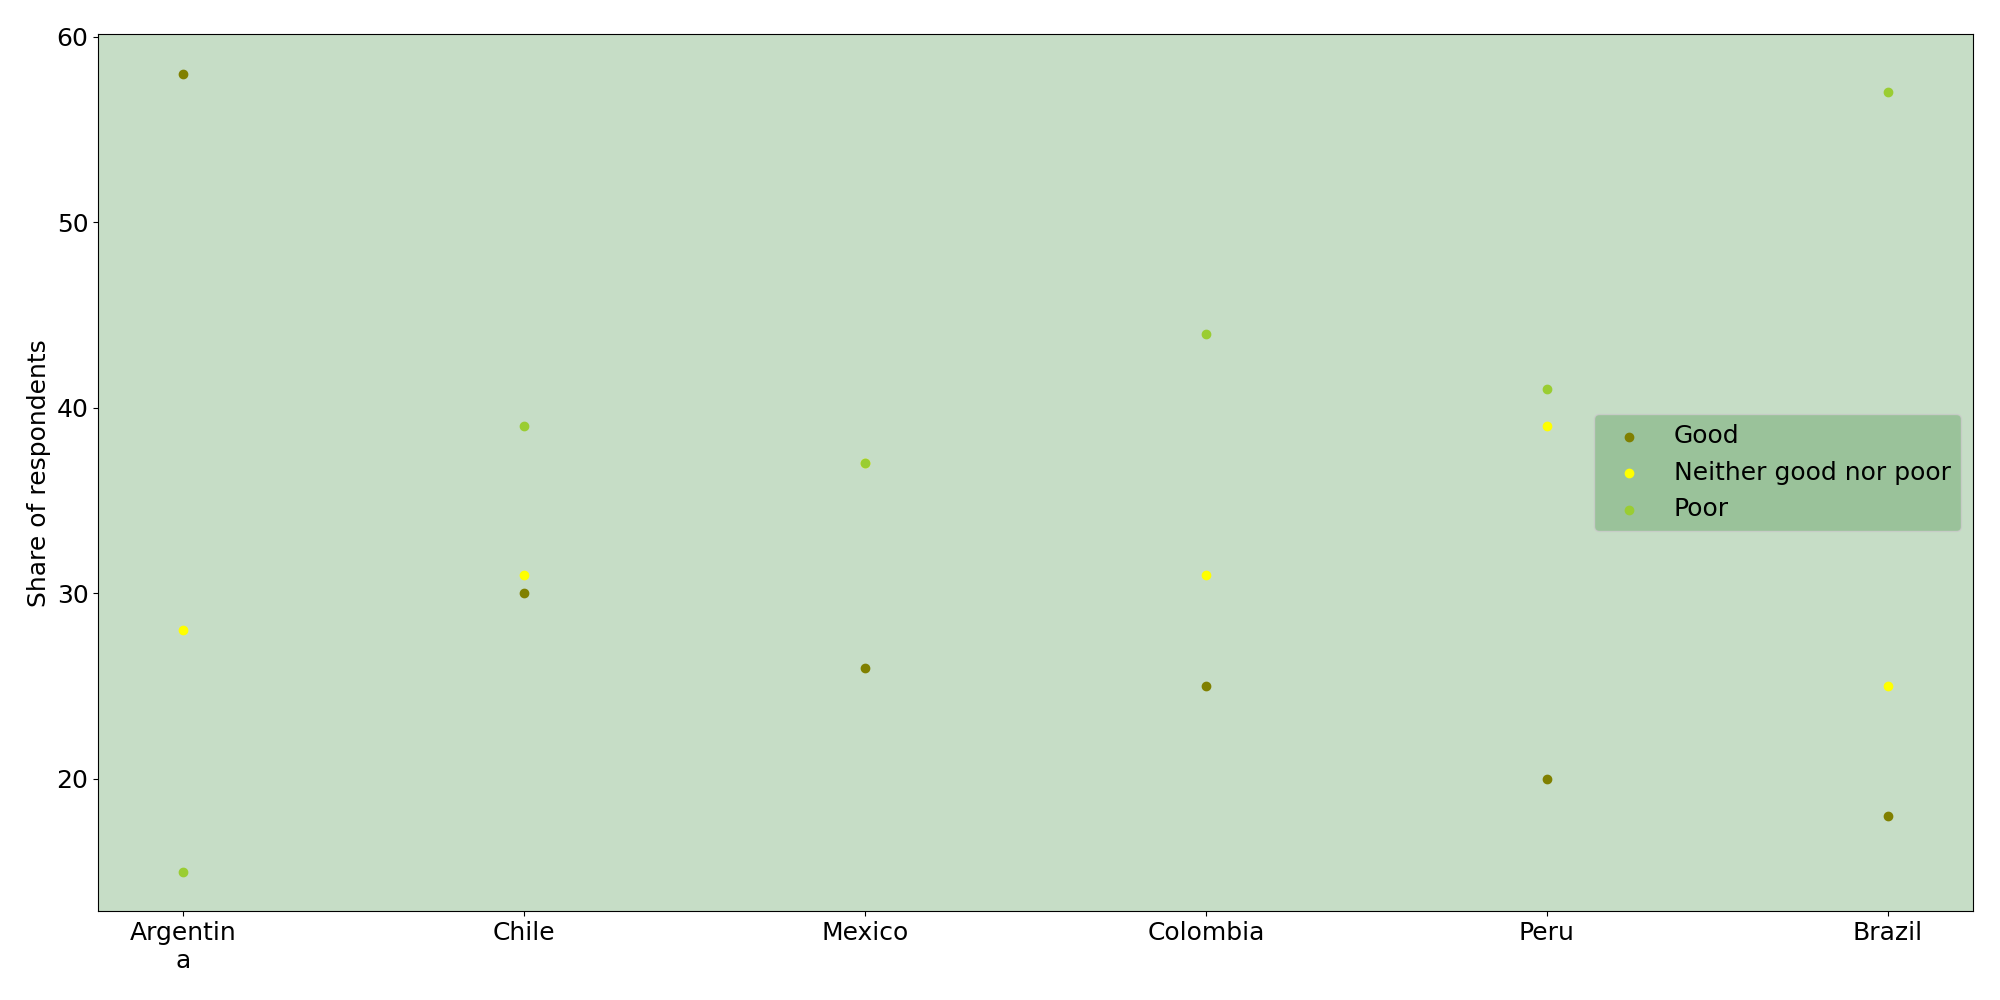 60
50
40
30
20
Share of respondents
Good
Neither good nor poor
Poor
Argentin
a
Chile
Mexico
Colombia
Peru
Brazil